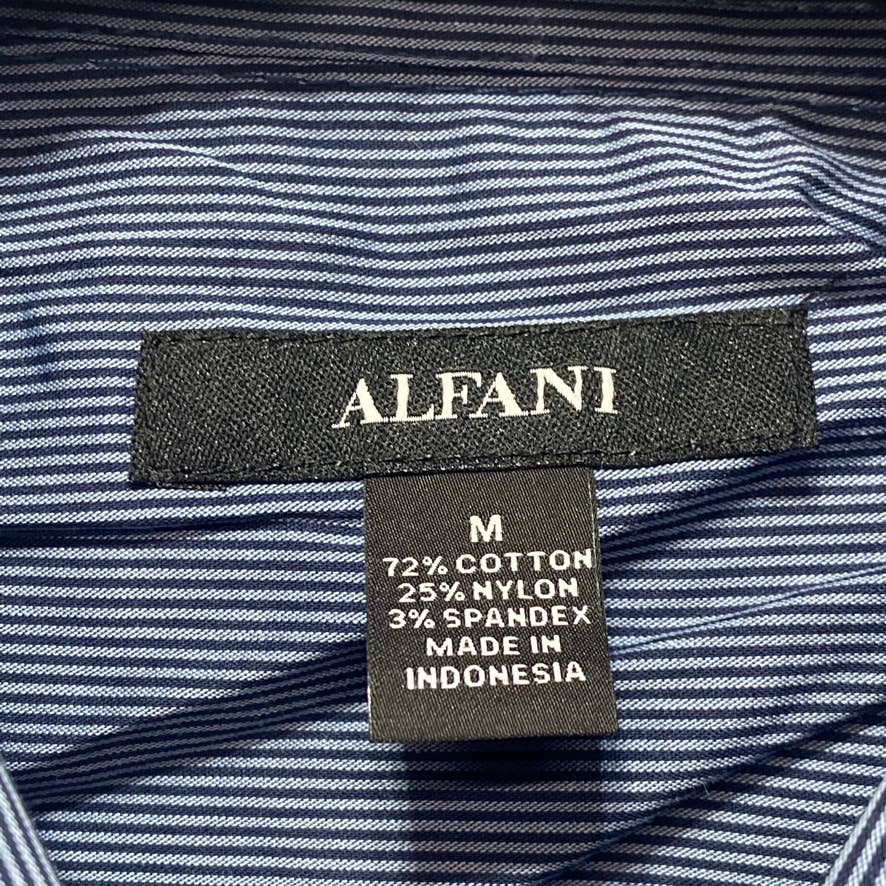 ALFANI
M
72% COTTON
25% NYLON
3% SPANDEX
MADE IN
INDONESIA